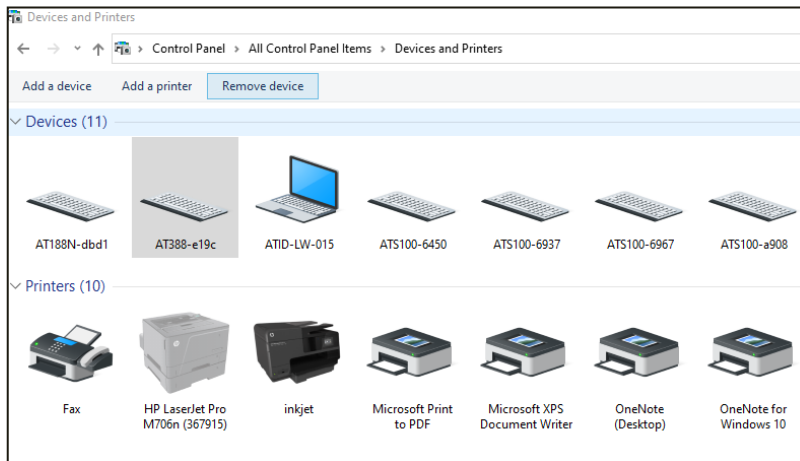 Devices and Printers
Control Panel > All Control Panel Items > Devices and Printers
Add a device Add a printer Remove device
Devices (11)
AT188N-dbd1 AT388-e19c ATID-LW-015 ATS100-6450 ATS100-6937 ATS100-6967 ATS100-a908
Printers (10)
Fax
HP LaserJet Pro
M706n (367915)
inkjet
Microsoft Print
to PDF
Microsoft XPS
Document Writer
OneNote
(Desktop)
OneNote for
Windows 10